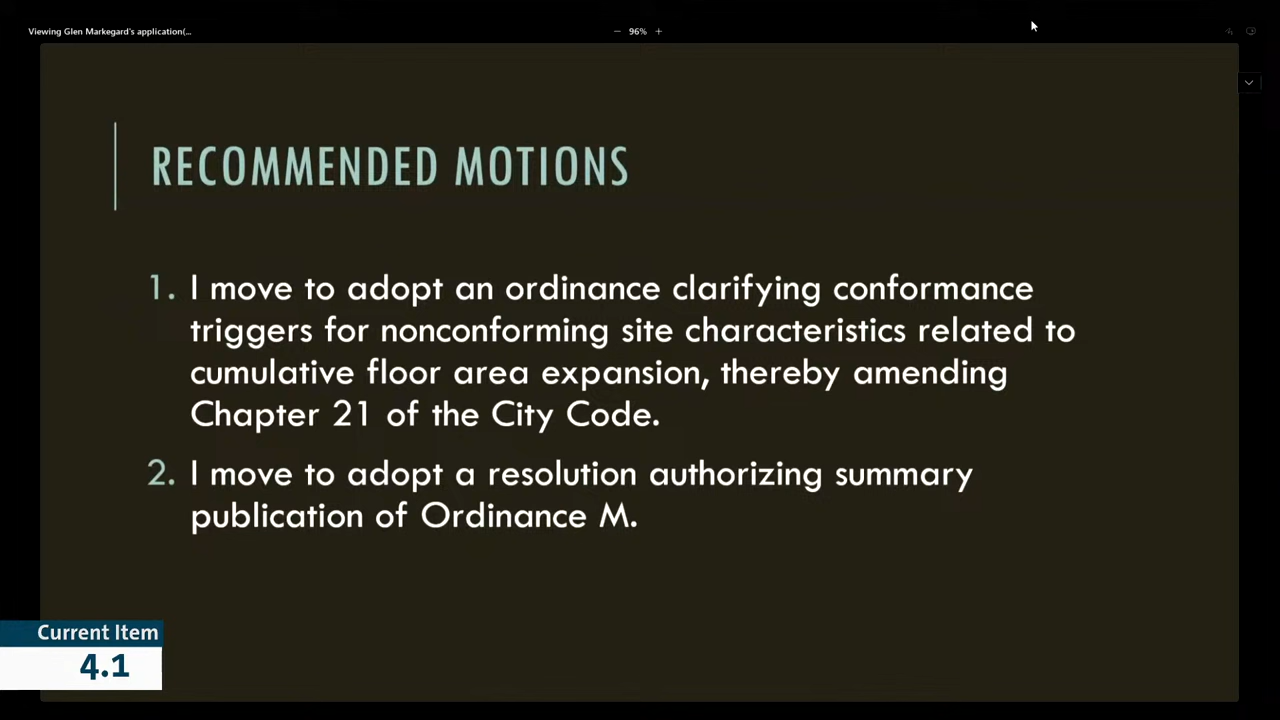 Viewing Glen Markegard's application(...
− 96% +
RECOMMENDED MOTIONS
1. I move to adopt an ordinance clarifying conformance
triggers for nonconforming site characteristics related to
cumulative floor area expansion, thereby amending
Chapter 21 of the City Code.
2. I move to adopt a resolution authorizing summary
publication of Ordinance M.
Current Item
4.1